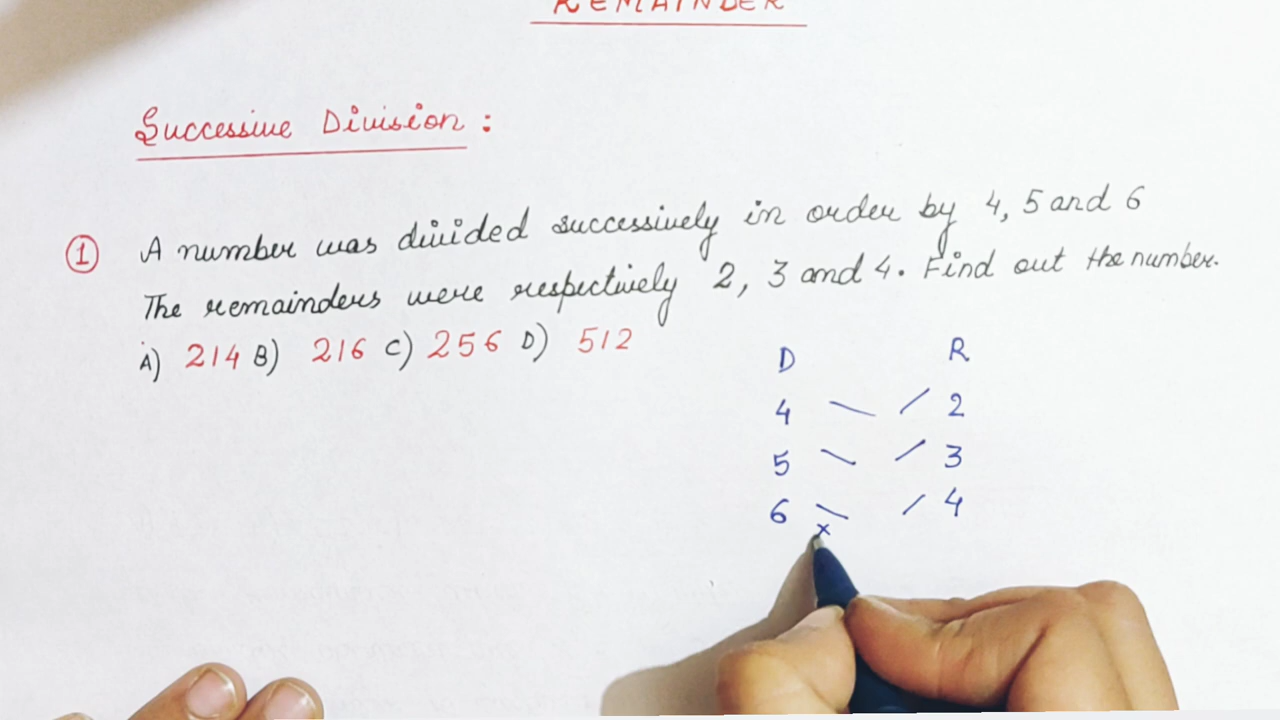 REMAINDER
Successive Division :
1 A number was divided successively in order by 4, 5 and 6
The remainders were respectively 2, 3 and 4. Find out the number.
A) 214 B) 216 C) 256 D) 512
D R
4 2
5 3
6 4
x